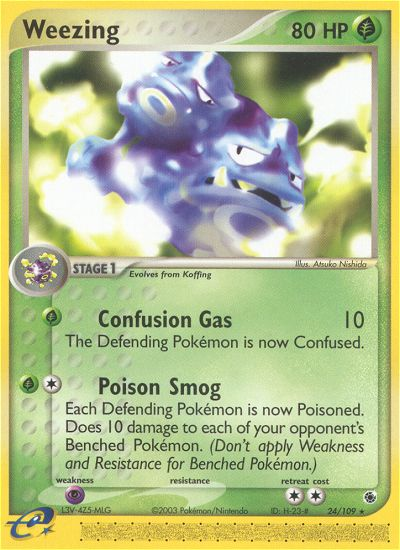 Weezing 80 HP
Illus. Atsuko Nishida
STAGE 1
Evolves from Koffing
Confusion Gas 10
The Defending Pokémon is now Confused.
Poison Smog
Each Defending Pokémon is now Poisoned.
Does 10 damage to each of your opponent's
Benched Pokémon. (Don't apply Weakness
and Resistance for Benched Pokémon.)
weakness resistance retreat cost
L3V-4Z5-MLG ©2003 Pokémon/Nintendo ID: H-23-# 24/109 ★
e